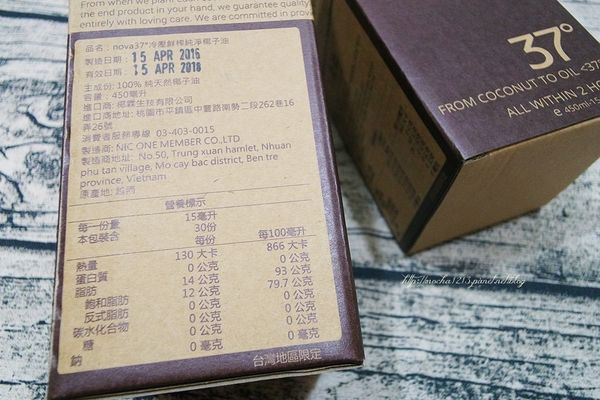 From when we plant
the end product in your hand, we guarantee quality
entirely with loving care. We are committed in prov
品名：nova37°冷壓鮮榨純淨椰子油
製造日期：15 APR 2016
有效日期：15 APR 2018
主成份: 100% 純天然椰子油
容量：450毫升
進口商: 椰霖生技有限公司
進口商地址: 桃園市平鎮區中豐路南勢二段262巷16
弄26號
消費者服務專線 03-403-0015
製造商: NIC ONE MEMBER CO.,LTD
製造商地址: No.50, Trung xuan hamlet, Nhuan
phu tan village, Mo cay bac district, Ben tre
province, Vietnam
原產地: 越南
營養標示
每一份量 15毫升
本包裝含 30份
每份 每100毫升
熱量 130 大卡 866 大卡
蛋白質 0 公克 0 公克
脂肪 14 公克 93 公克
飽和脂肪 12 公克 79.7 公克
反式脂肪 0 公克 0 公克
碳水化合物 0 公克 0 公克
糖 0 公克 0 公克
鈉 0 毫克 0 毫克
台灣地區限定
37°
FROM COCONUT TO OIL <37°
ALL WITHIN 2 HO
e 450ml·15.
http://mocha1213.pixnet.net/blog